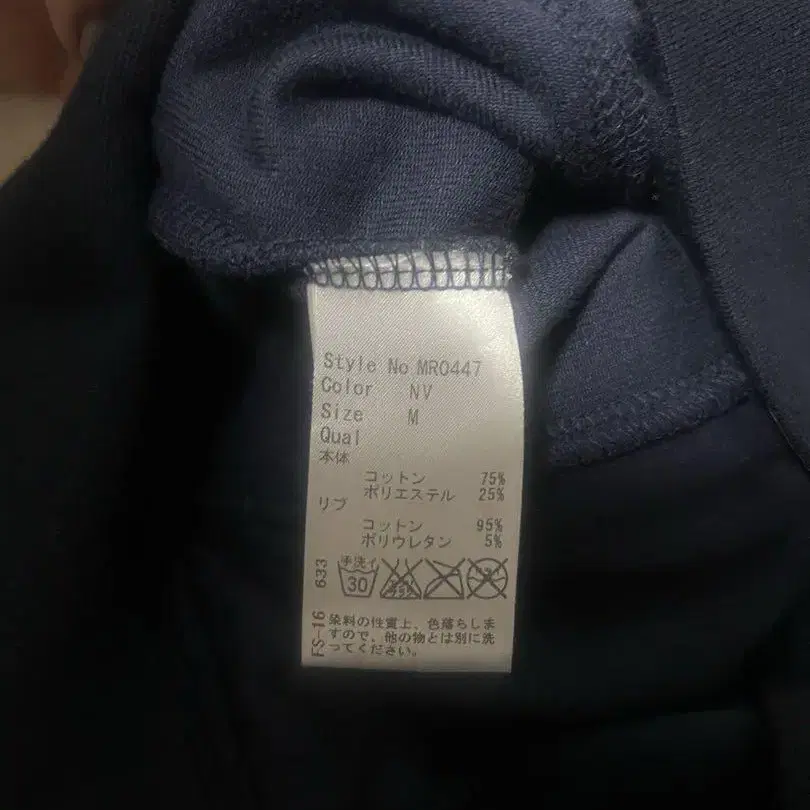 Style No MR0447
Color NV
Size M
Qual
本体
コットン 75%
ポリエステル 25%
リブ
コットン 95%
ポリウレタン 5%
633
手洗イ
30
FS-16
染料の性質上、色落ちしま
すので、他の物とは別に洗
ってください。